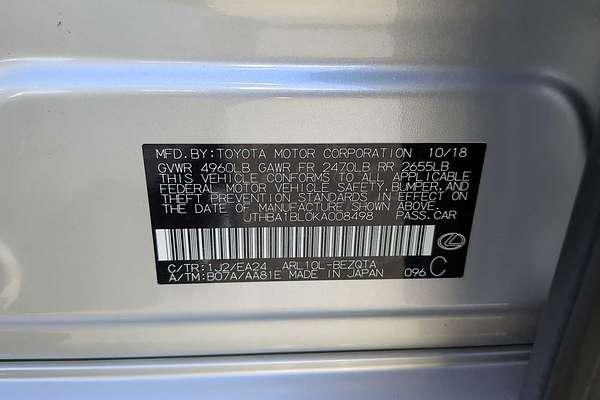 MFD.BY:TOYOTA MOTOR CORPORATION 10/18
GVWR 4960LB GAWR FR 2470LB RR 2655LB
THIS VEHICLE CONFORMS TO ALL APPLICABLE
FEDERAL MOTOR VEHICLE SAFETY,BUMPER,AND
THEFT PREVENTION STANDARDS IN EFFECT ON
THE DATE OF MANUFACTURE SHOWN ABOVE.
JTHBA1BL0KA008498 PASS.CAR
C/TR:1J2/EA24 ARL10L-BEZQTA
A/TM:B07A/AA81E MADE IN JAPAN 096 C